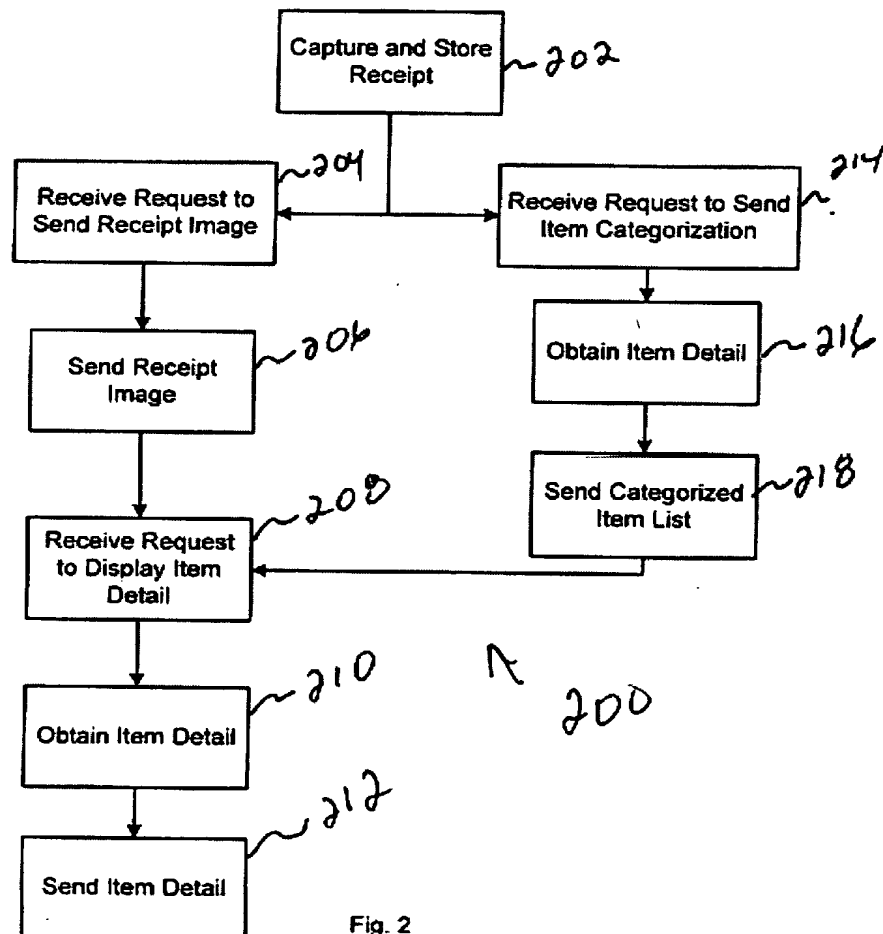 Capture and Store
Receipt
202
204
Receive Request to
Send Receipt Image
214
Receive Request to Send
Item Categorization
206
Send Receipt
Image
216
Obtain Item Detail
218
Send Categorized
Item List
208
Receive Request
to Display Item
Detail
210
Obtain Item Detail
200
212
Send Item Detail
Fig. 2